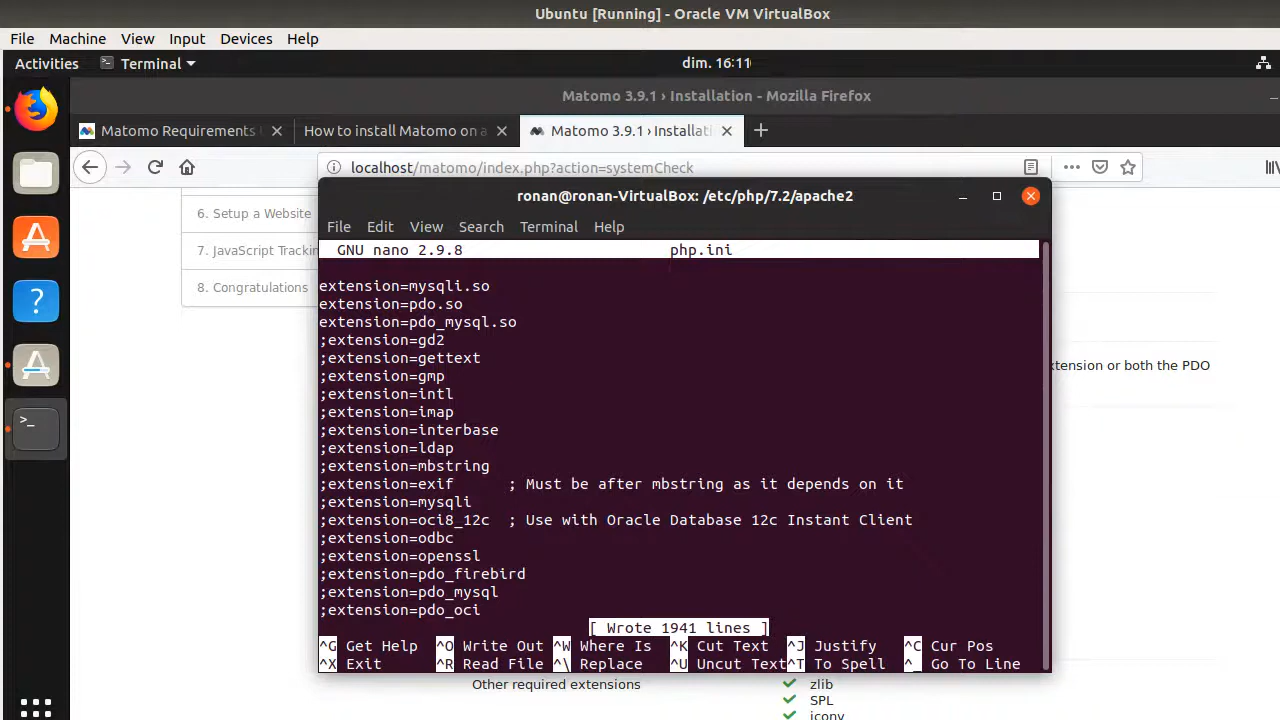 Ubuntu [Running] - Oracle VM VirtualBox
File Machine View Input Devices Help
Activities Terminal dim. 16:11
Matomo 3.9.1 › Installation - Mozilla Firefox
Matomo Requirements How to install Matomo on a Matomo 3.9.1 › Installati
localhost/matomo/index.php?action=systemCheck
ronan@ronan-VirtualBox: /etc/php/7.2/apache2
6. Setup a Website
7. JavaScript Trackin
8. Congratulations
File Edit View Search Terminal Help
GNU nano 2.9.8 php.ini
extension=mysqli.so
extension=pdo.so
extension=pdo_mysql.so
;extension=gd2
;extension=gettext
;extension=gmp
;extension=intl
;extension=imap
;extension=interbase
;extension=ldap
;extension=mbstring
;extension=exif ; Must be after mbstring as it depends on it
;extension=mysqli
;extension=oci8_12c ; Use with Oracle Database 12c Instant Client
;extension=odbc
;extension=openssl
;extension=pdo_firebird
;extension=pdo_mysql
;extension=pdo_oci
[ Wrote 1941 lines ]
^G Get Help ^O Write Out ^W Where Is ^K Cut Text ^J Justify ^C Cur Pos
^X Exit ^R Read File ^\ Replace ^U Uncut Text ^T To Spell ^_ Go To Line
xtension or both the PDO
Other required extensions
zlib
SPL
iconv